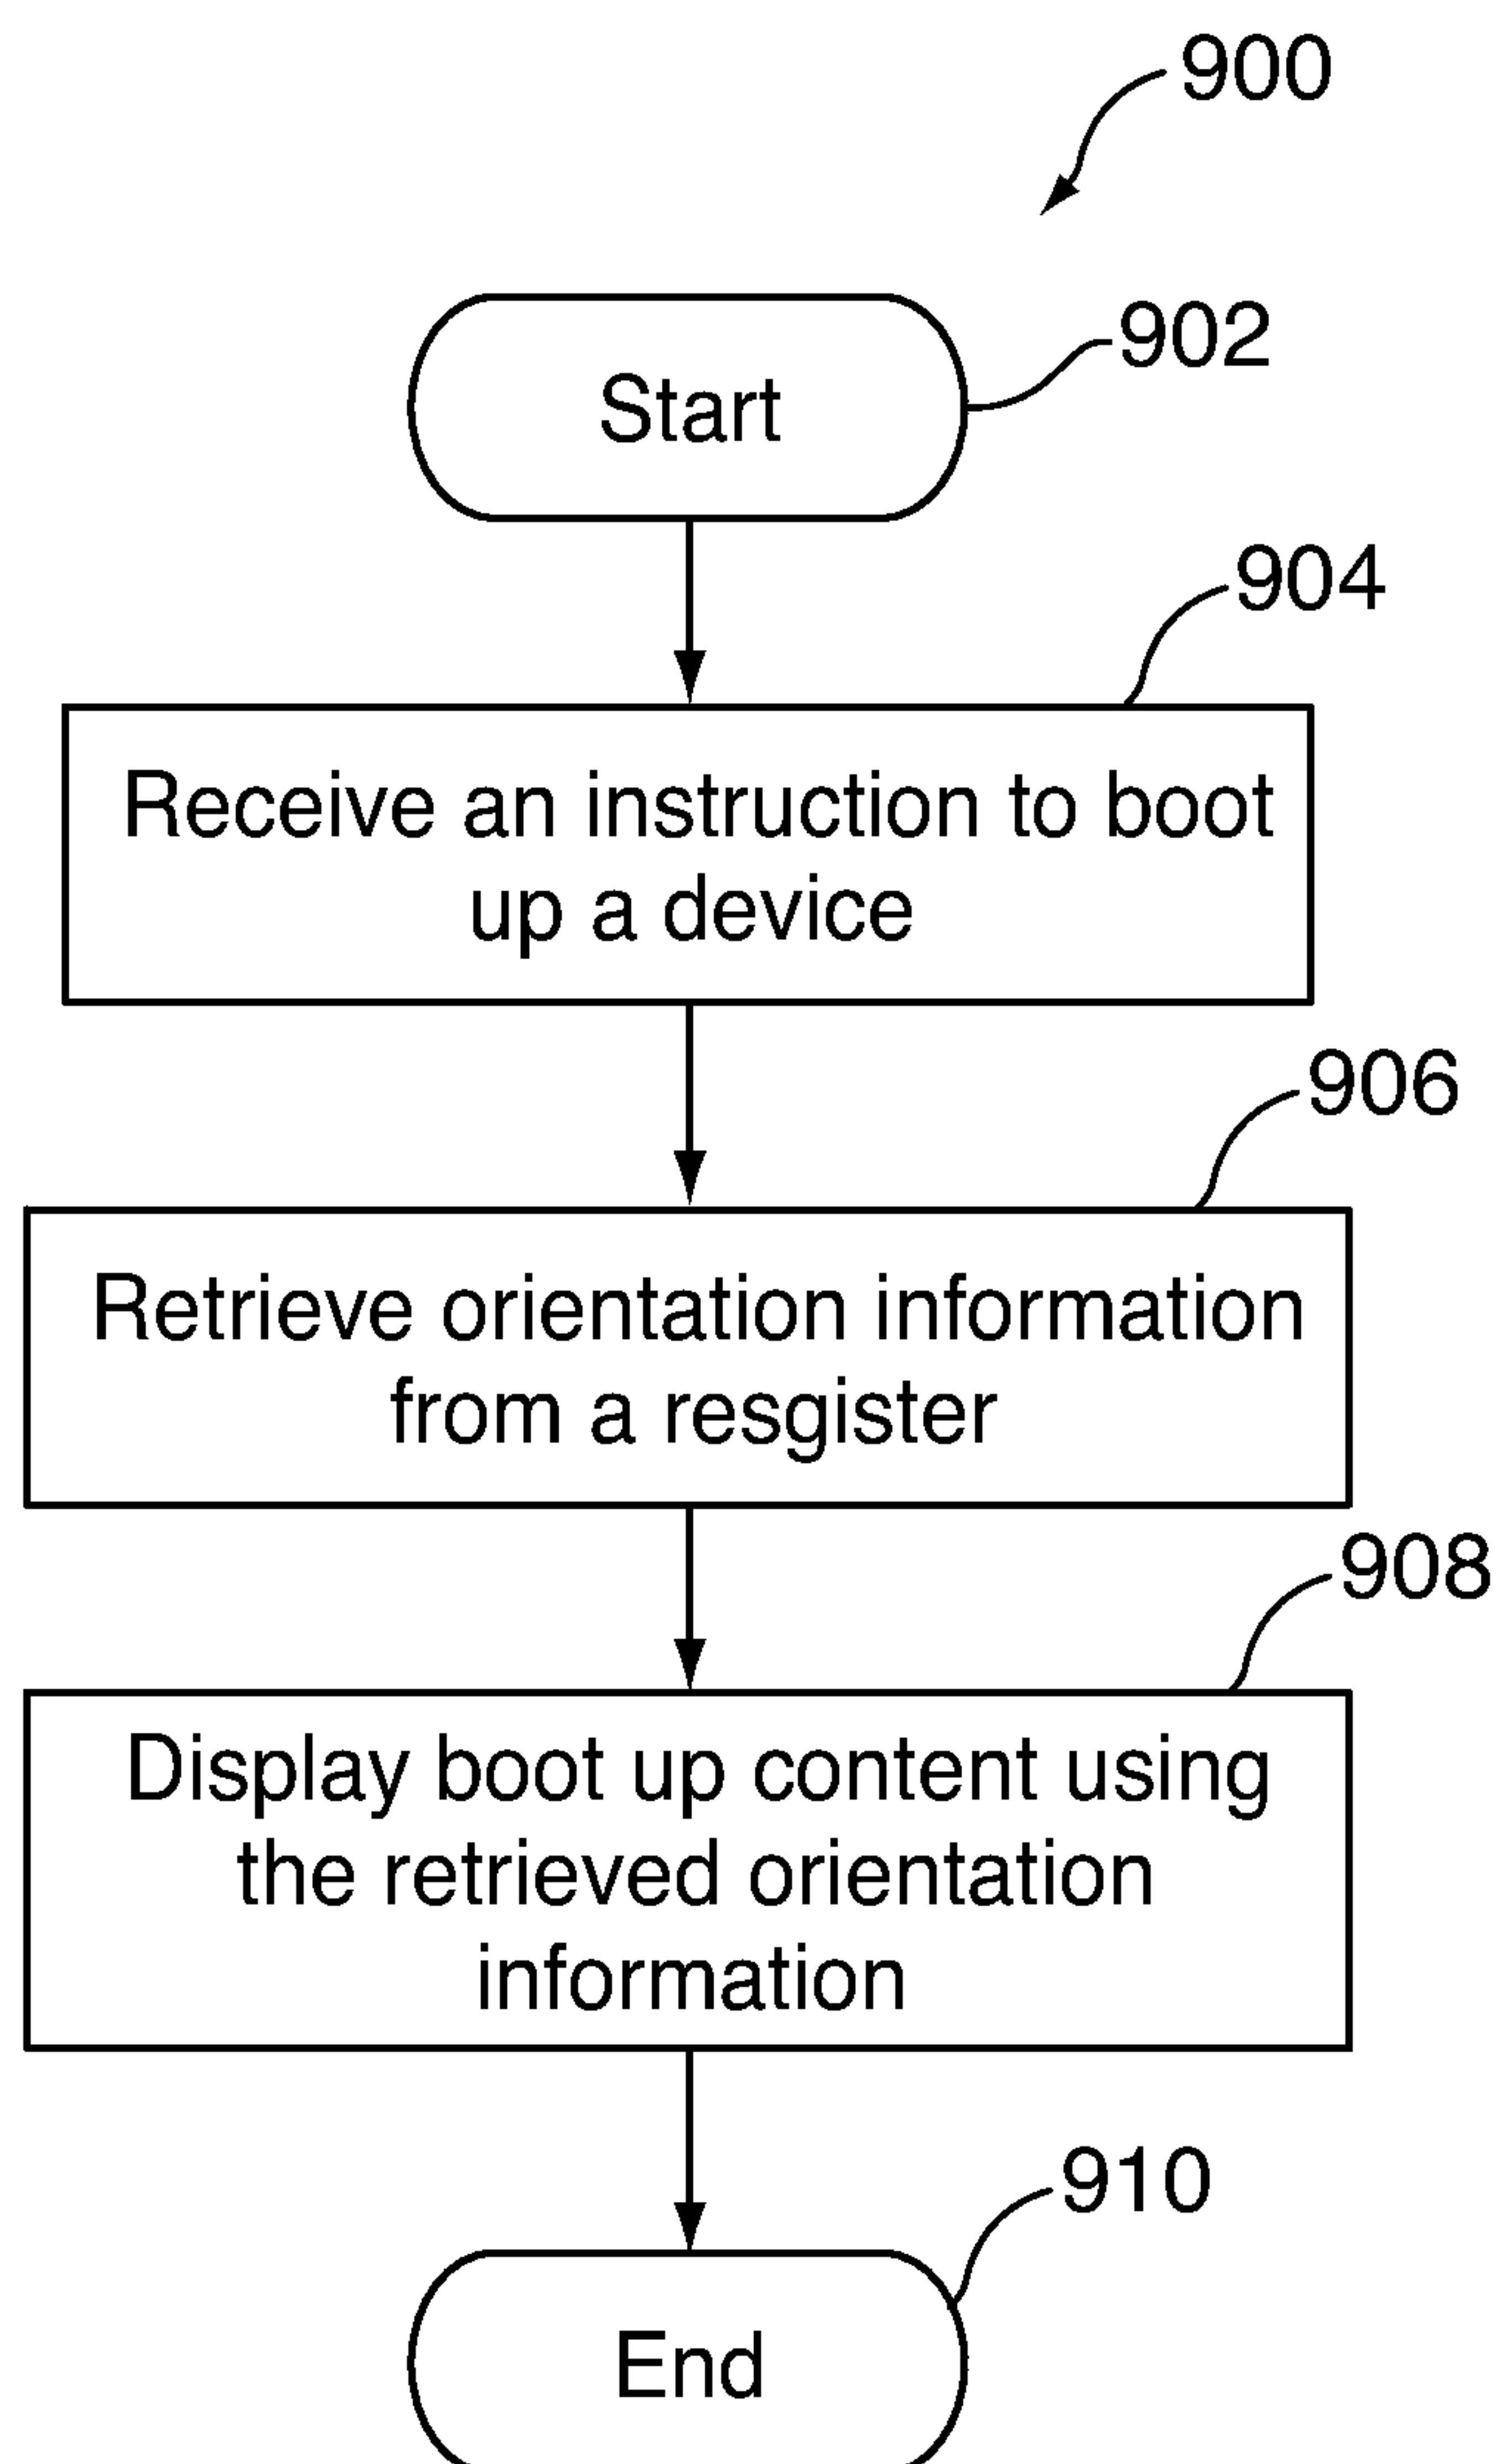 900
Start
902
904
Receive an instruction to boot
up a device
906
Retrieve orientation information
from a resgister
908
Display boot up content using
the retrieved orientation
information
910
End